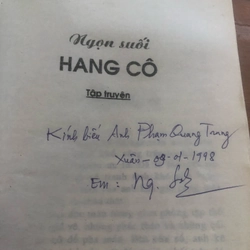 Ngọn suối
HANG CÔ
Tập truyện
Kính biếu Anh Phạm Quang Trung
Xuân - 09-01-1998
Em : Ng.